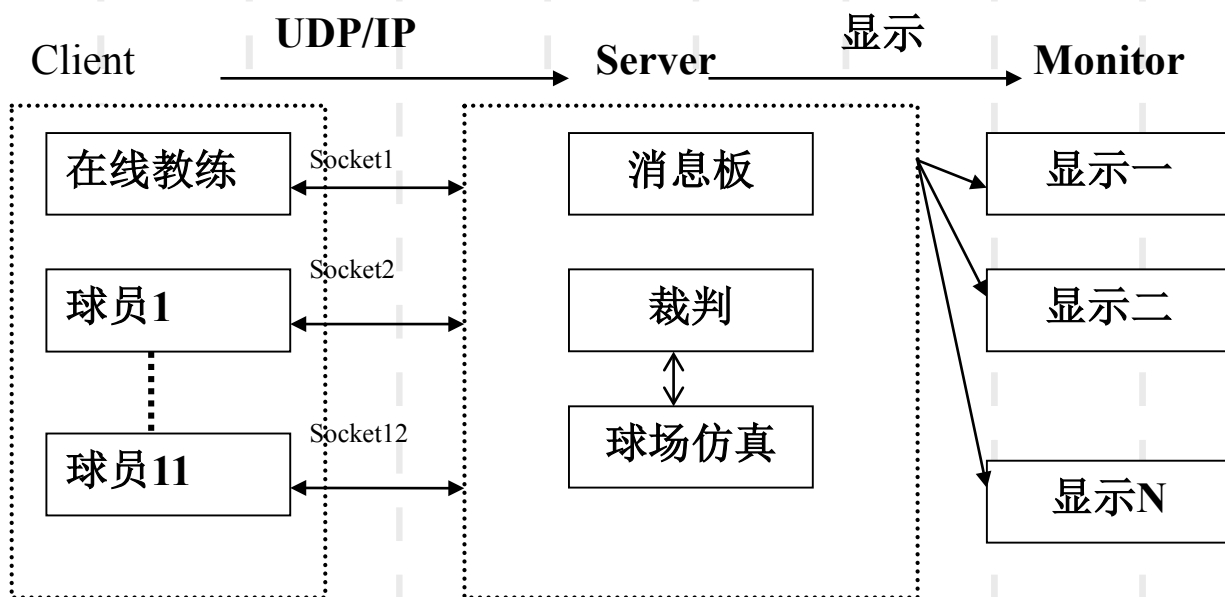 UDP/IP
显示
Client
Server
Monitor
在线教练
Socket1
消息板
显示一
球员1
Socket2
裁判
显示二
球员11
Socket12
球场仿真
显示N